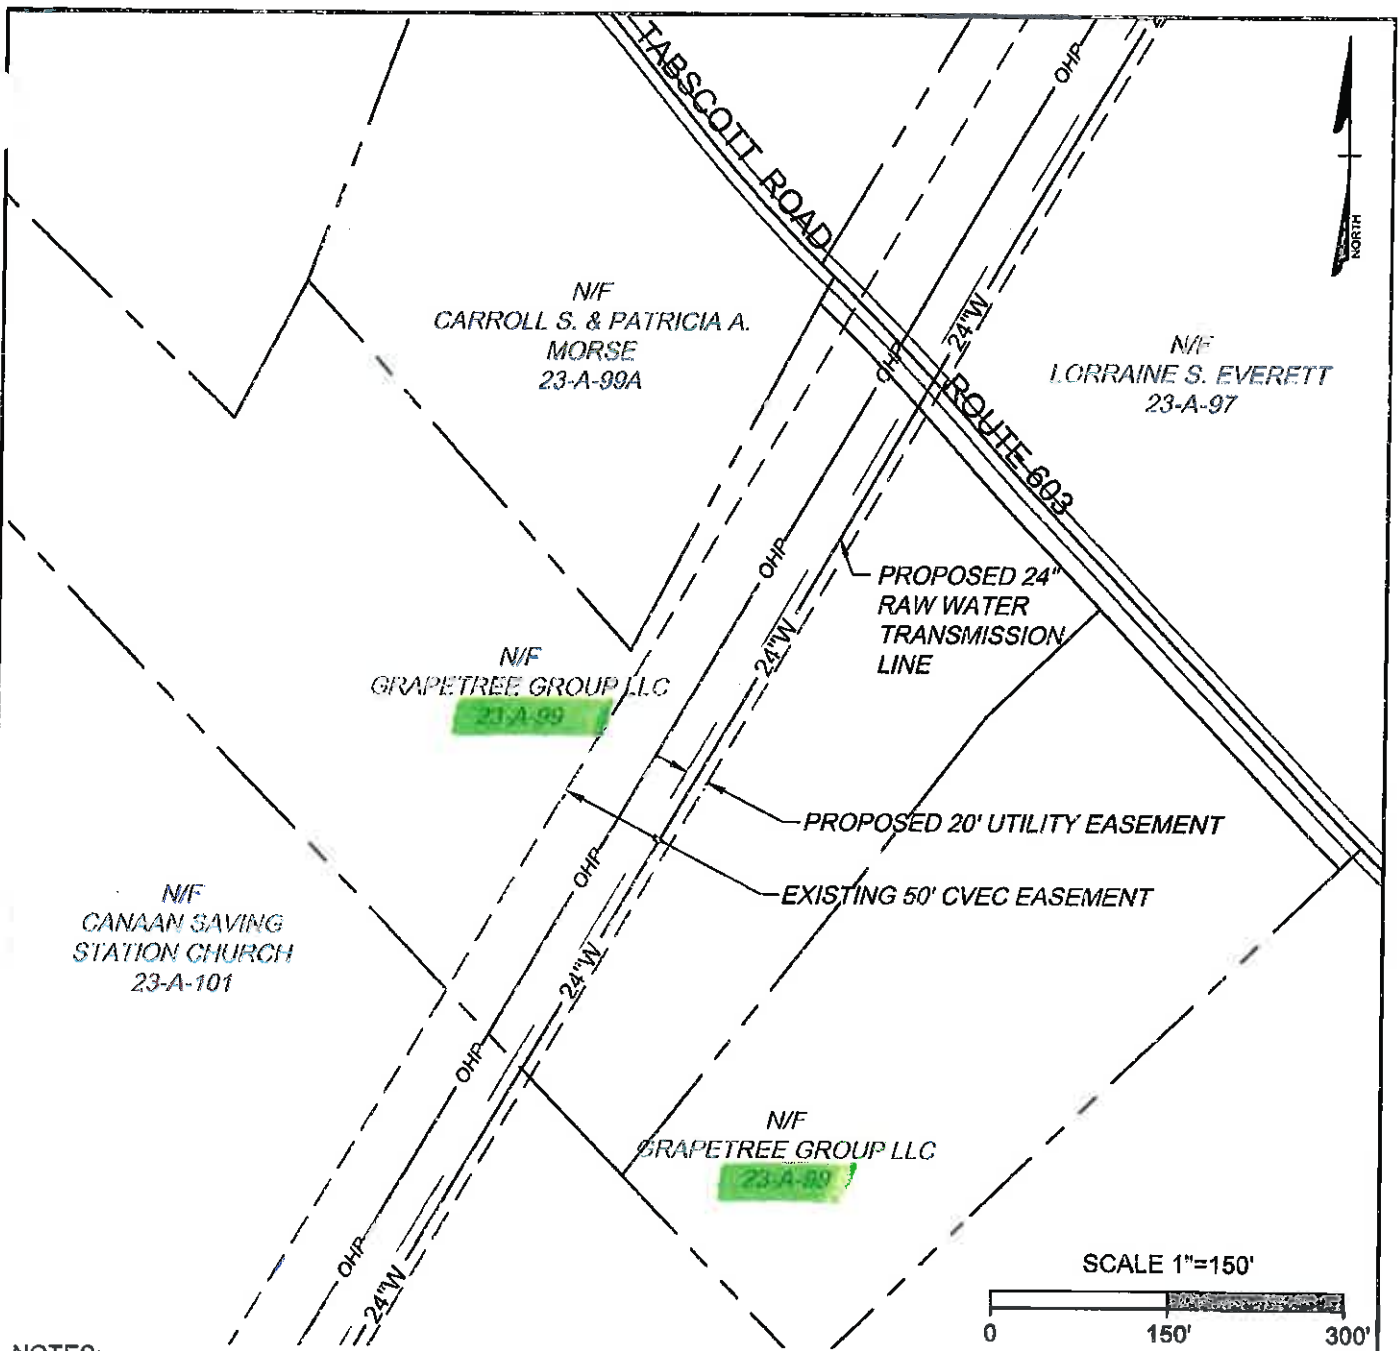 TABSCOTT ROAD
OHP
NORTH
N/F
CARROLL S. & PATRICIA A.
MORSE
23-A-99A
24"W
N/F
LORRAINE S. EVERETT
23-A-97
OHP
ROUTE 603
OHP
PROPOSED 24"
RAW WATER
TRANSMISSION
LINE
24"W
N/F
GRAPETREE GROUP LLC
23-A-99
PROPOSED 20' UTILITY EASEMENT
OHP
EXISTING 50' CVEC EASEMENT
N/F
CANAAN SAVING
STATION CHURCH
23-A-101
24"W
OHP
N/F
GRAPETREE GROUP LLC
23-A-99
OHP
24"W
SCALE 1"=150'
0 150' 300'
NOTES: